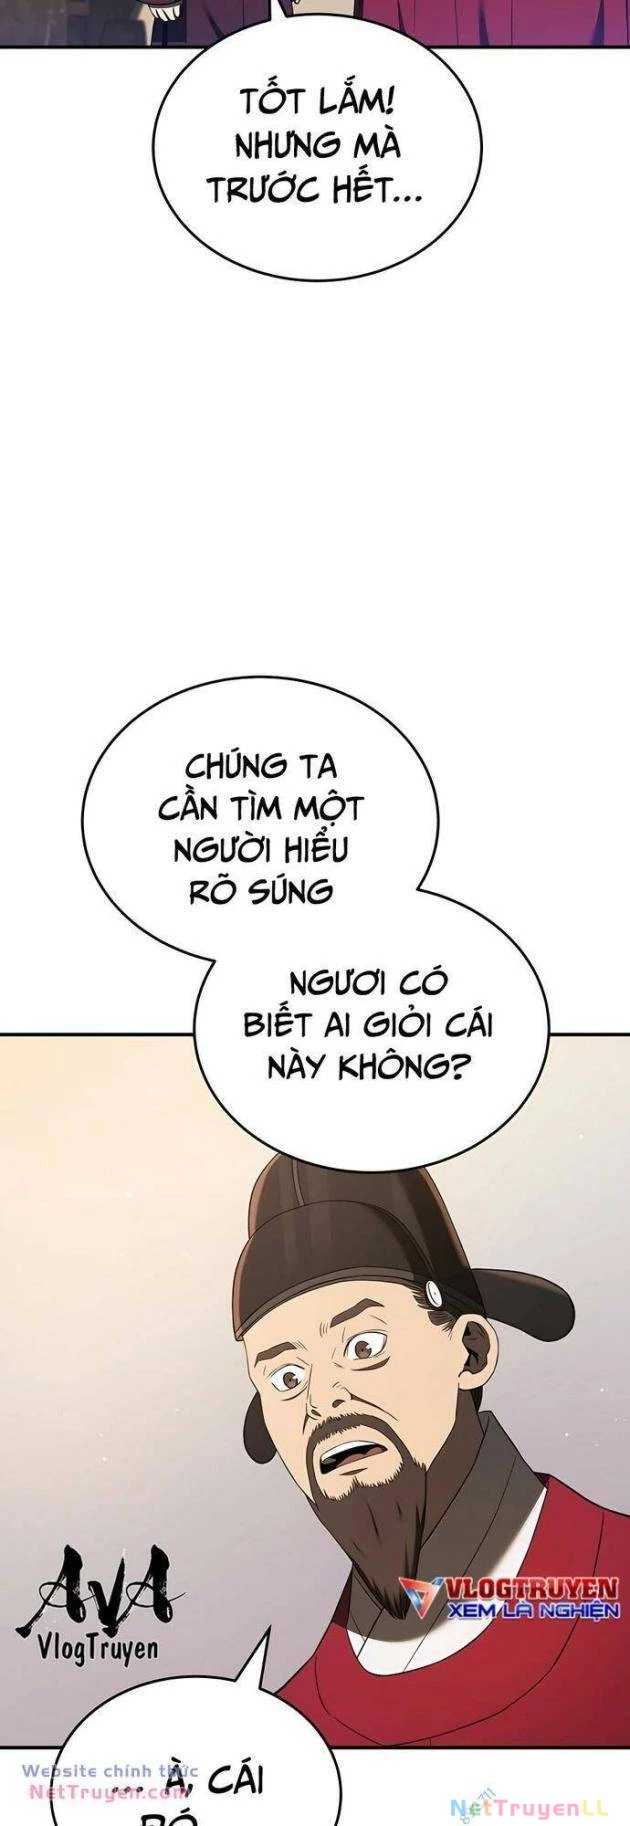 TỐT LẮM!
NHƯNG MÀ
TRƯỚC HẾT...
CHÚNG TA
CẦN TÌM MỘT
NGƯỜI HIỂU
RÕ SÚNG
NGƯƠI CÓ
BIẾT AI GIỎI CÁI
NÀY KHÔNG?
AVA
VlogTruyen
VLOGTRUYEN
XEM LÀ NGHIỆN
... À, CÁI
ĐÓ
Website chính thức
NetTruyen.com
NetTruyenLL